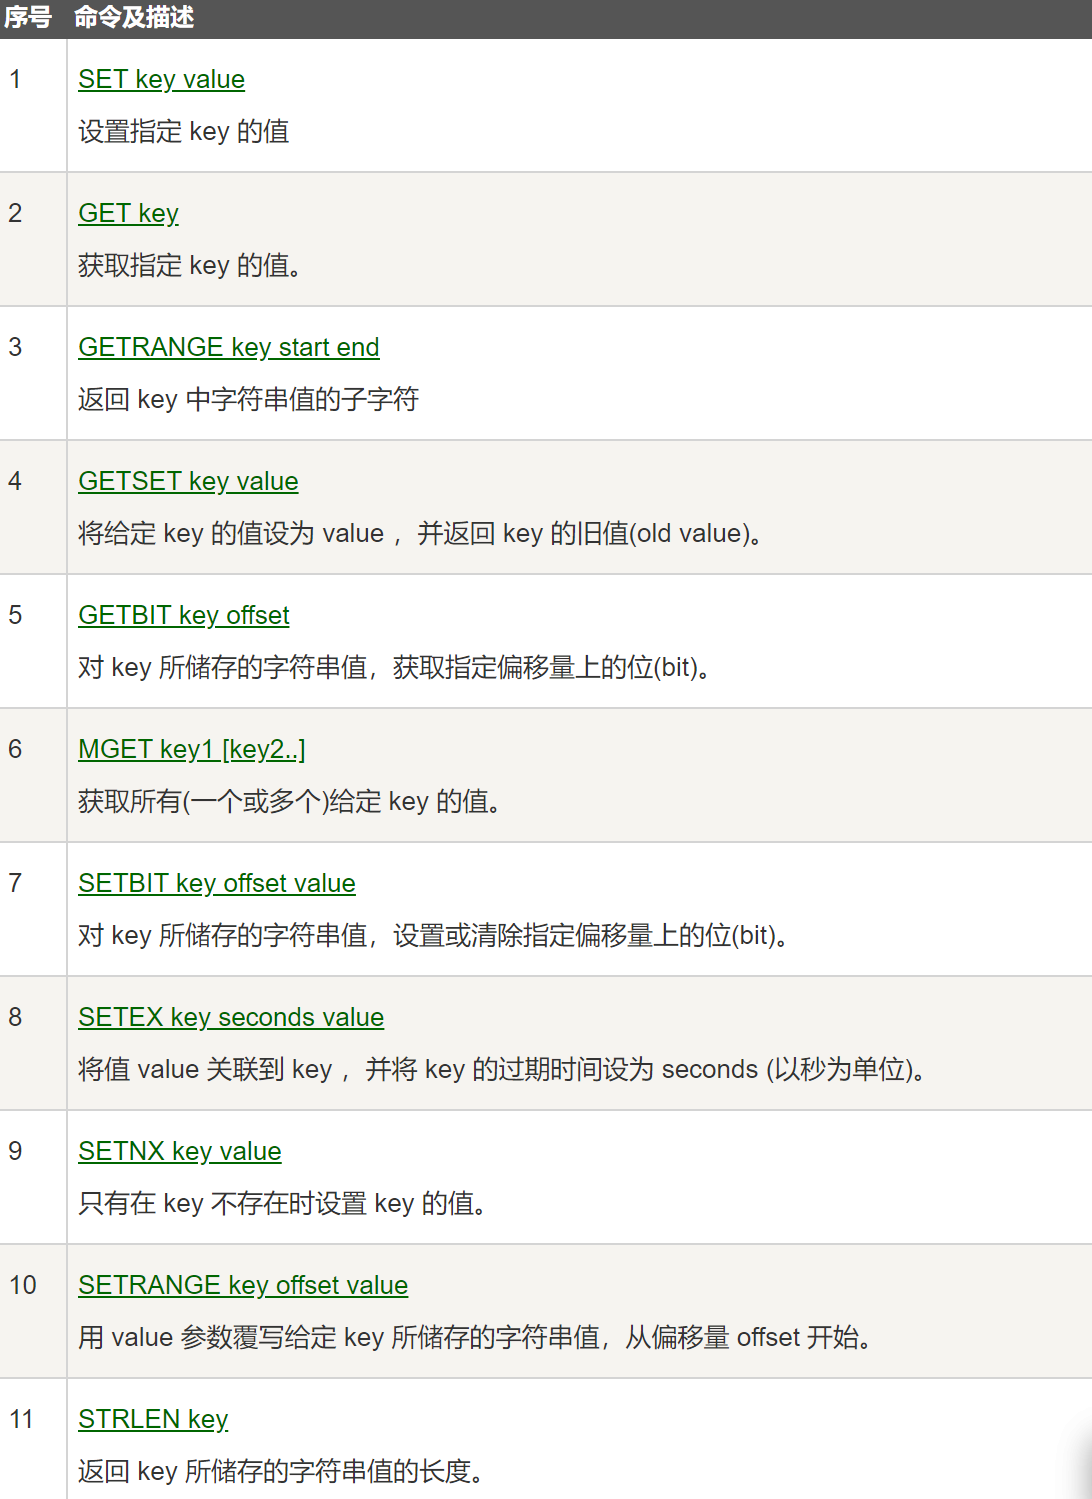 序号 命令及描述
1 SET key value
设置指定 key 的值
2 GET key
获取指定 key 的值。
3 GETRANGE key start end
返回 key 中字符串值的子字符
4 GETSET key value
将给定 key 的值设为 value ，并返回 key 的旧值(old value)。
5 GETBIT key offset
对 key 所储存的字符串值，获取指定偏移量上的位(bit)。
6 MGET key1 [key2..]
获取所有(一个或多个)给定 key 的值。
7 SETBIT key offset value
对 key 所储存的字符串值，设置或清除指定偏移量上的位(bit)。
8 SETEX key seconds value
将值 value 关联到 key ，并将 key 的过期时间设为 seconds (以秒为单位)。
9 SETNX key value
只有在 key 不存在时设置 key 的值。
10 SETRANGE key offset value
用 value 参数覆写给定 key 所储存的字符串值，从偏移量 offset 开始。
11 STRLEN key
返回 key 所储存的字符串值的长度。